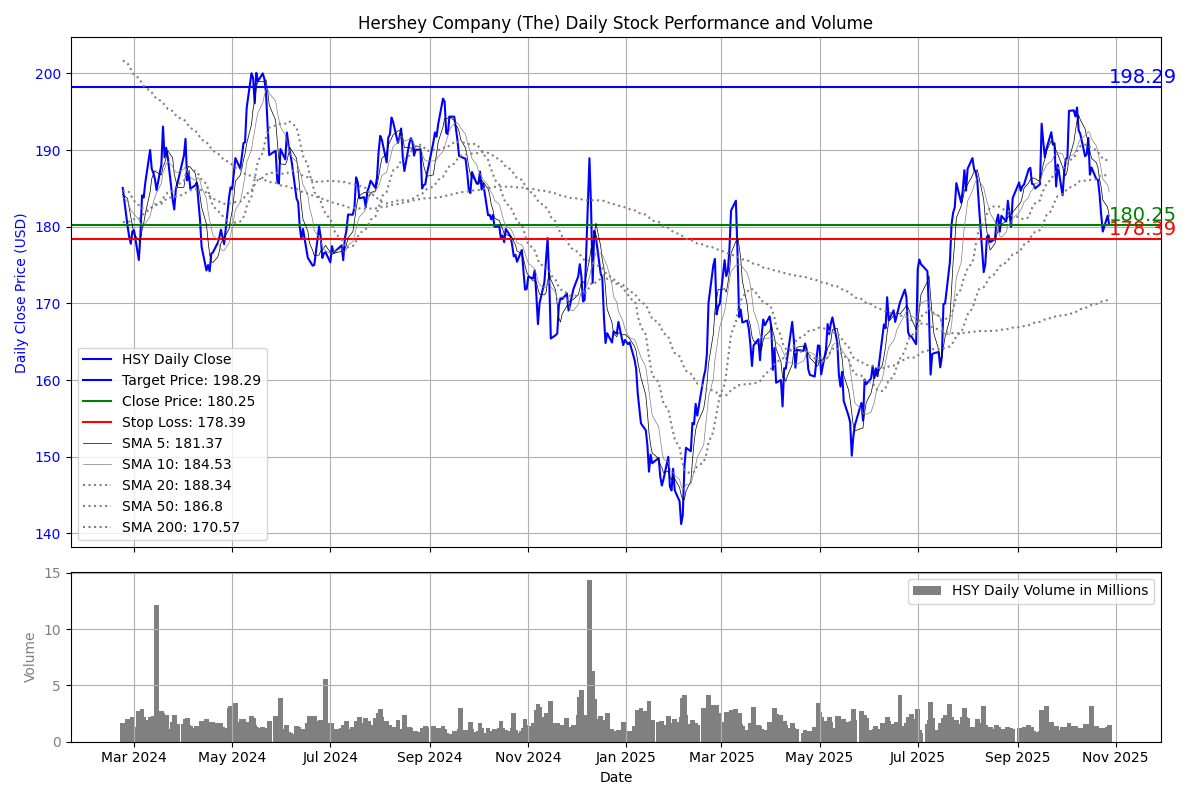 Hershey Company (The) Daily Stock Performance and Volume
Daily Close Price (USD)
200
190
180
170
160
150
140
198.29
180.25
178.39
HSY Daily Close
Target Price: 198.29
Close Price: 180.25
Stop Loss: 178.39
SMA 5: 181.37
SMA 10: 184.53
SMA 20: 188.34
SMA 50: 186.8
SMA 200: 170.57
Volume
15
10
5
0
HSY Daily Volume in Millions
Mar 2024
May 2024
Jul 2024
Sep 2024
Nov 2024
Jan 2025
Mar 2025
May 2025
Jul 2025
Sep 2025
Nov 2025
Date